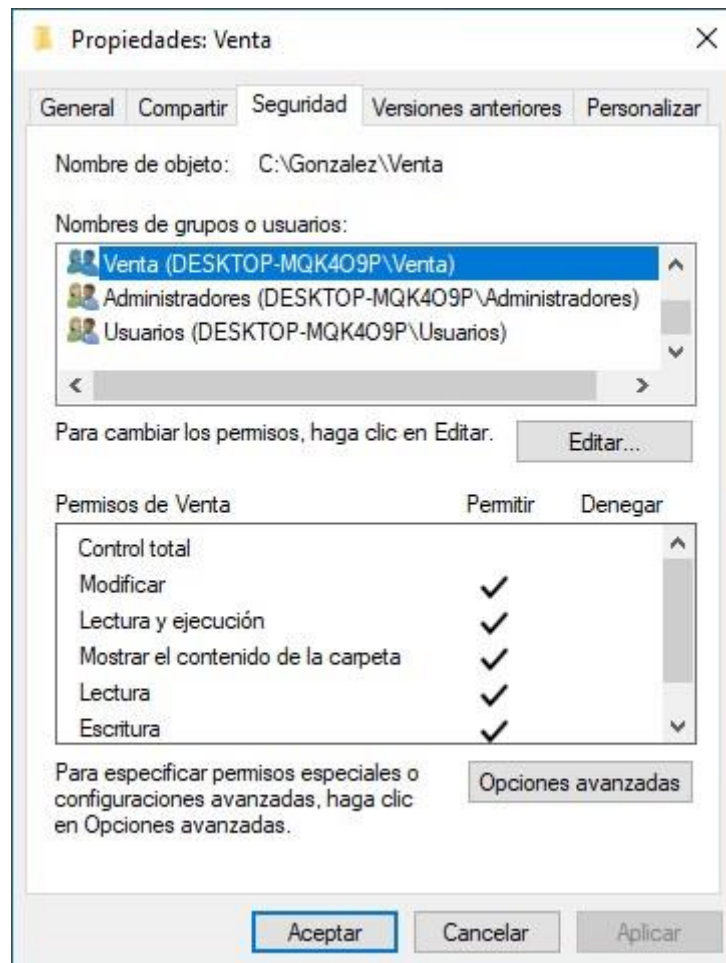 Propiedades: Venta
General Compartir Seguridad Versiones anteriores Personalizar
Nombre de objeto: C:\Gonzalez\Venta
Nombres de grupos o usuarios:
Venta (DESKTOP-MQK4O9P\Venta)
Administradores (DESKTOP-MQK4O9P\Administradores)
Usuarios (DESKTOP-MQK4O9P\Usuarios)
Para cambiar los permisos, haga clic en Editar. Editar...
Permisos de Venta Permitir Denegar
Control total
Modificar
Lectura y ejecución
Mostrar el contenido de la carpeta
Lectura
Escritura
Para especificar permisos especiales o
configuraciones avanzadas, haga clic
en Opciones avanzadas.
Opciones avanzadas
Aceptar Cancelar Aplicar